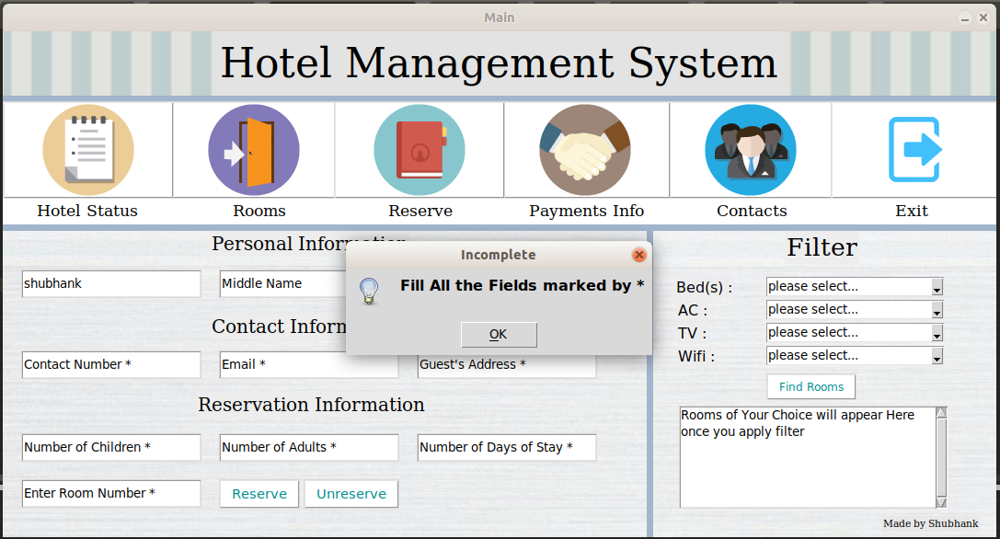 Main
Hotel Management System
Hotel Status
Rooms
Reserve
Payments Info
Contacts
Exit
Personal Information
shubhank
Middle Name
Incomplete
Fill All the Fields marked by *
OK
Contact Inform
Contact Number *
Email *
Guest's Address *
Reservation Information
Number of Children *
Number of Adults *
Number of Days of Stay *
Enter Room Number *
Reserve
Unreserve
Filter
Bed(s) :
please select...
AC :
please select...
TV :
please select...
Wifi :
please select...
Find Rooms
Rooms of Your Choice will appear Here
once you apply filter
Made by Shubhank